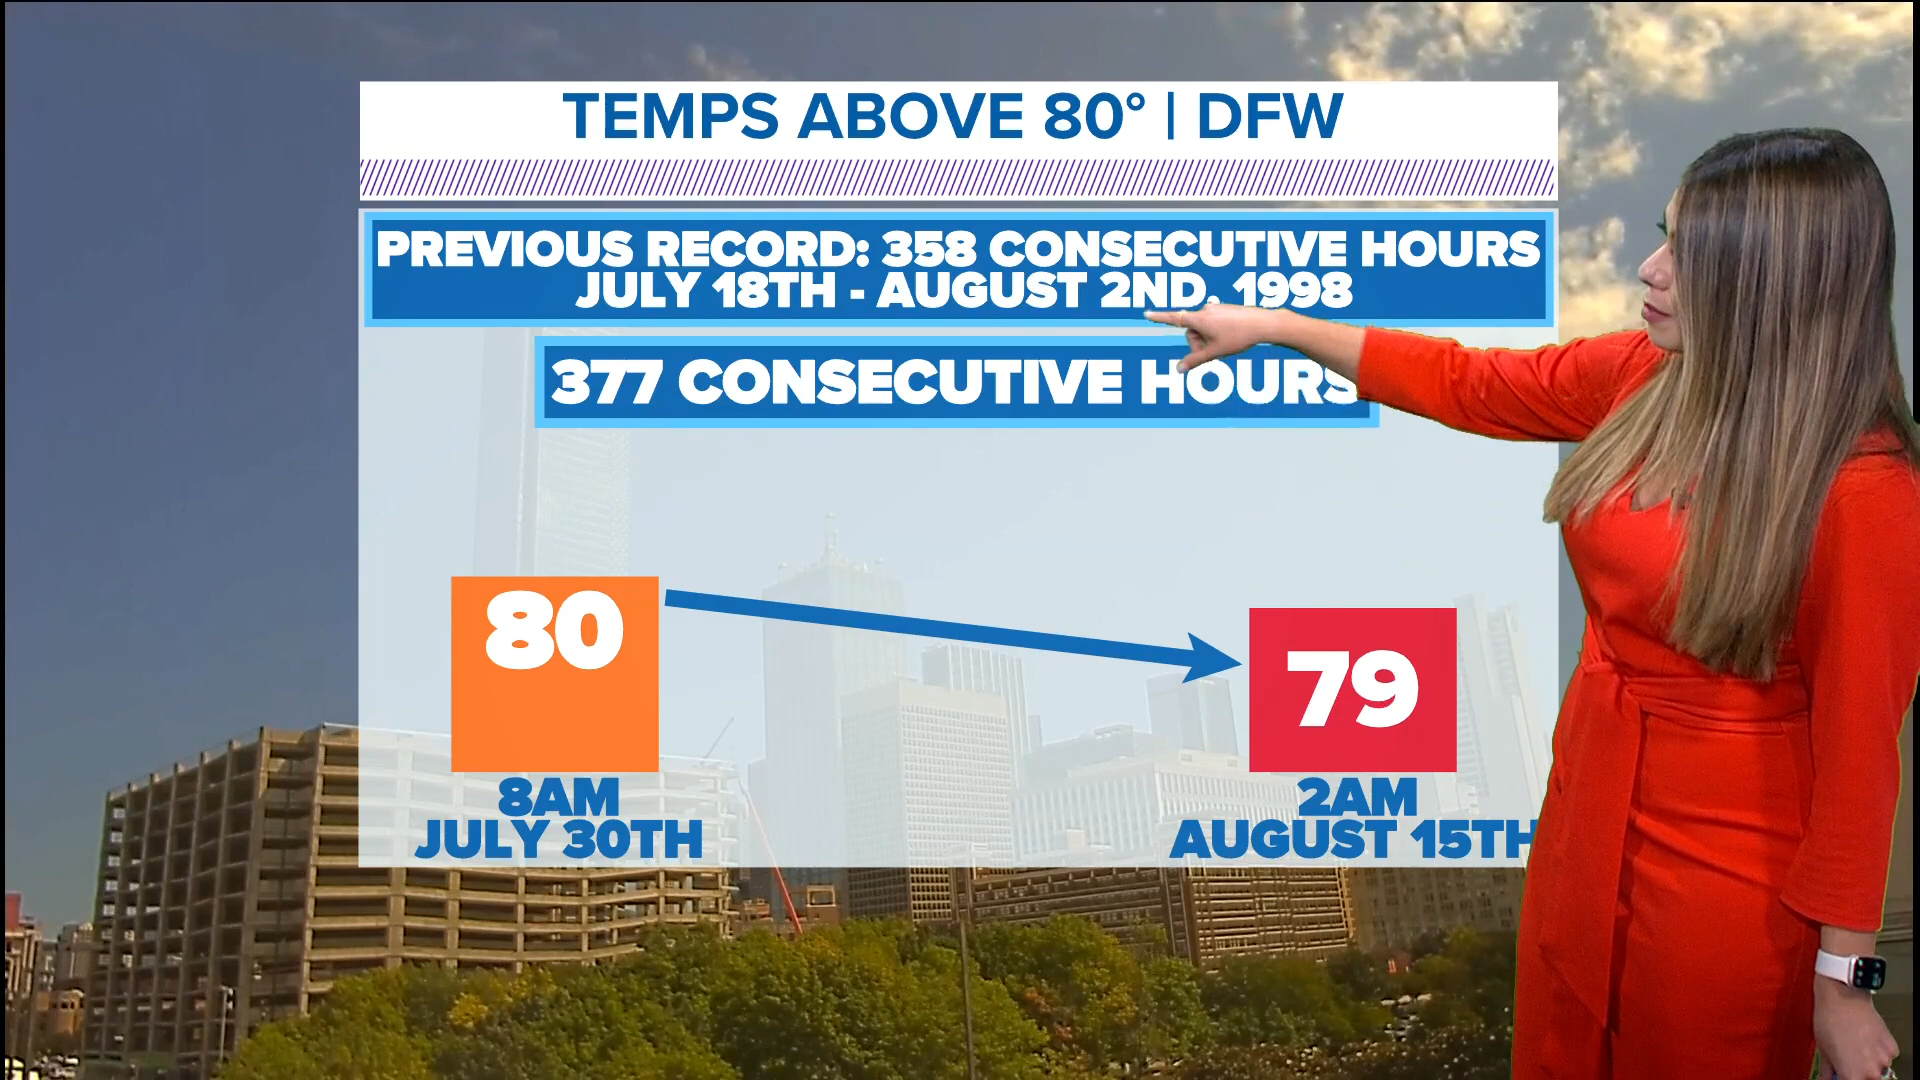 TEMPS ABOVE 80° | DFW
PREVIOUS RECORD: 358 CONSECUTIVE HOURS
JULY 18TH - AUGUST 2ND, 1998
377 CONSECUTIVE HOURS
80
79
8AM
JULY 30TH
2AM
AUGUST 15TH